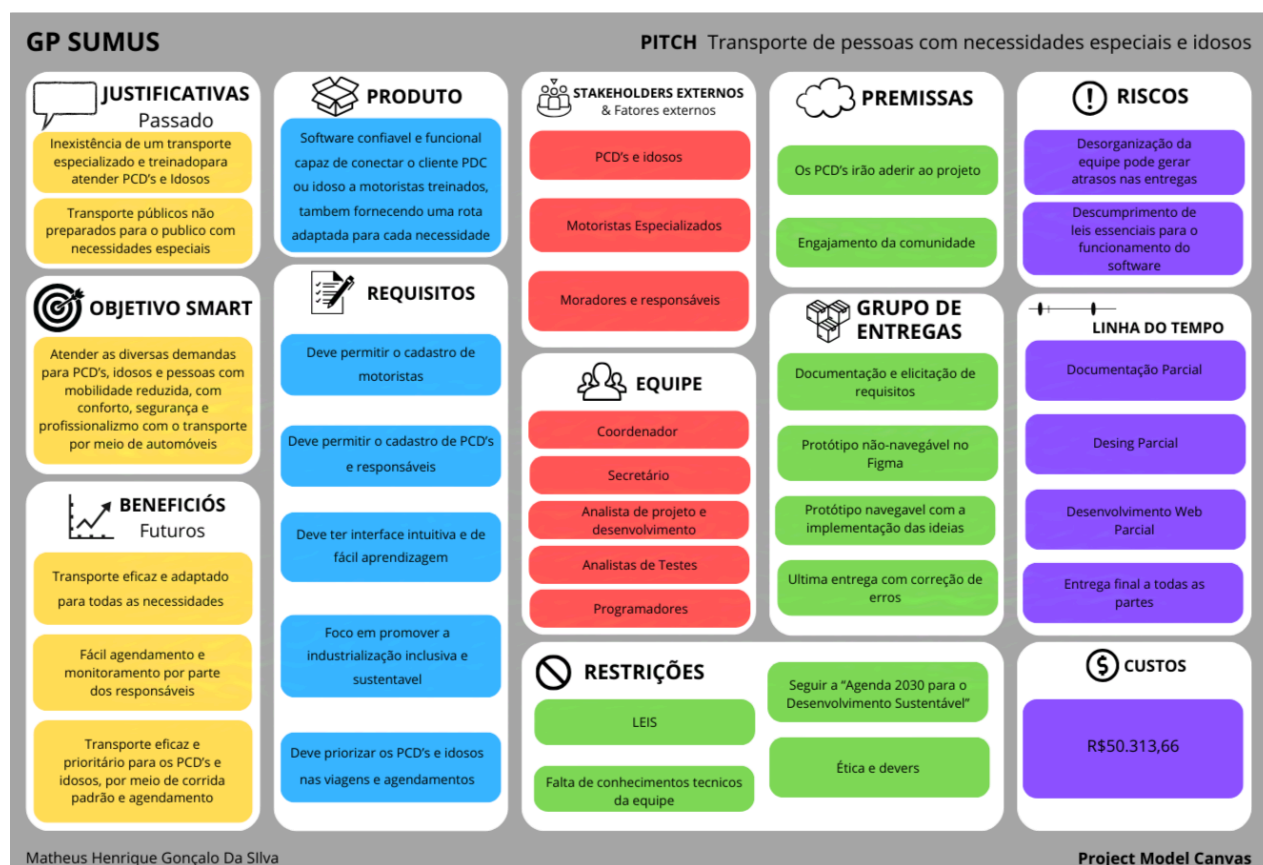 GP SUMUS
PITCH Transporte de pessoas com necessidades especiais e idosos
JUSTIFICATIVAS
Passado
Inexistência de um transporte
especializado e treinadopara
atender PCD's e Idosos
Transporte públicos não
preparados para o publico com
necessidades especiais
OBJETIVO SMART
Atender as diversas demandas
para PCD's, idosos e pessoas com
mobilidade reduzida, com
conforto, segurança e
profissionalizmo com o transporte
por meio de automóveis
BENEFICIÓS
Futuros
Transporte eficaz e adaptado
para todas as necessidades
Fácil agendamento e
monitoramento por parte
dos responsáveis
Transporte eficaz e
prioritário para os PCD's e
idosos, por meio de corrida
padrão e agendamento
PRODUTO
Software confiavel e funcional
capaz de conectar o cliente PDC
ou idoso a motoristas treinados,
tambem fornecendo uma rota
adaptada para cada necessidade
REQUISITOS
Deve permitir o cadastro de
motoristas
Deve permitir o cadastro de PCD's
e responsáveis
Deve ter interface intuitiva e de
fácil aprendizagem
Foco em promover a
industrialização inclusiva e
sustentavel
Deve priorizar os PCD's e idosos
nas viagens e agendamentos
STAKEHOLDERS EXTERNOS
& Fatores externos
PCD's e idosos
Motoristas Especializados
Moradores e responsáveis
EQUIPE
Coordenador
Secretário
Analista de projeto e
desenvolvimento
Analistas de Testes
Programadores
PREMISSAS
Os PCD's irão aderir ao projeto
Engajamento da comunidade
GRUPO DE
ENTREGAS
Documentação e elicitação de
requisitos
Protótipo não-navegável no
Figma
Protótipo navegavel com a
implementação das ideias
Ultima entrega com correção de
erros
RESTRIÇÕES
LEIS
Falta de conhecimentos tecnicos
da equipe
Seguir a “Agenda 2030 para o
Desenvolvimento Sustentável”
Ética e devers
RISCOS
Desorganização da
equipe pode gerar
atrasos nas entregas
Descumprimento de
leis essenciais para o
funcionamento do
software
LINHA DO TEMPO
Documentação Parcial
Desing Parcial
Desenvolvimento Web
Parcial
Entrega final a todas as
partes
CUSTOS
R$50.313,66
Matheus Henrique Gonçalo Da SIlva
Project Model Canvas